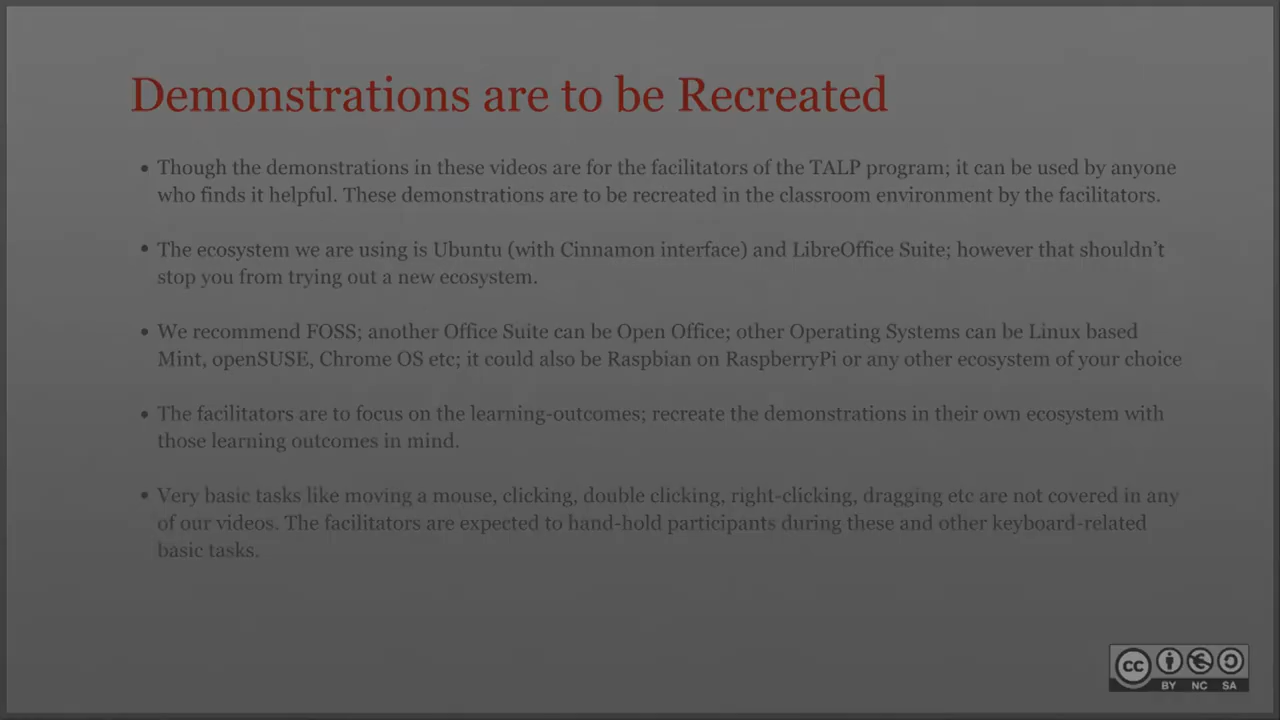 Demonstrations are to be Recreated
• Though the demonstrations in these videos are for the facilitators of the TALP program; it can be used by anyone
who finds it helpful. These demonstrations are to be recreated in the classroom environment by the facilitators.
• The ecosystem we are using is Ubuntu (with Cinnamon interface) and LibreOffice Suite; however that shouldn’t
stop you from trying out a new ecosystem.
• We recommend FOSS; another Office Suite can be Open Office; other Operating Systems can be Linux based
Mint, openSUSE, Chrome OS etc; it could also be Raspbian on RaspberryPi or any other ecosystem of your choice
• The facilitators are to focus on the learning-outcomes; recreate the demonstrations in their own ecosystem with
those learning outcomes in mind.
• Very basic tasks like moving a mouse, clicking, double clicking, right-clicking, dragging etc are not covered in any
of our videos. The facilitators are expected to hand-hold participants during these and other keyboard-related
basic tasks.
cc
BY NC SA